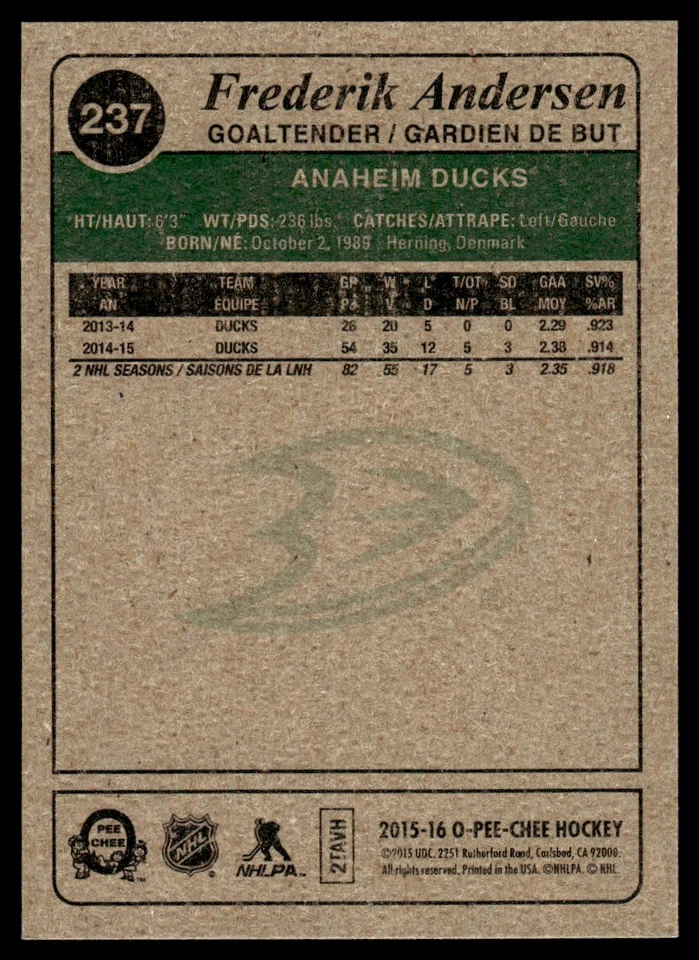 237
Frederik Andersen
GOALTENDER / GARDIEN DE BUT
ANAHEIM DUCKS
HT/HAUT: 6'3" WT/PDS: 236 lbs. CATCHES/ATTRAPE: Left/Gauche
BORN/NÉ: October 2, 1989 Herning, Denmark
YEAR TEAM GP W L T/OT SO GAA SV%
AN ÉQUIPE PJ V D N/P BL MOY %AR
2013-14 DUCKS 28 20 5 0 0 2.29 .923
2014-15 DUCKS 54 35 12 5 3 2.38 .914
2 NHL SEASONS / SAISONS DE LA LNH 82 55 17 5 3 2.35 .918
PEE
CHEE
TM
NHL
NHLPA
2TAVH
2015-16 O-PEE-CHEE HOCKEY
©2015 UDC. 2251 Rutherford Road, Carlsbad, CA 92008.
All rights reserved. Printed in the USA. ©NHLPA. © NHL.